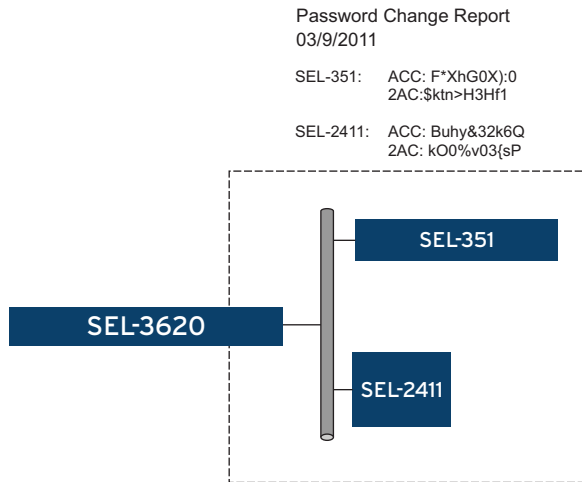 Password Change Report
03/9/2011
SEL-351: ACC: F*XhG0X):0
2AC:$ktn>H3Hf1
SEL-2411: ACC: Buhy&32k6Q
2AC: kO0%v03{sP
SEL-351
SEL-3620
SEL-2411